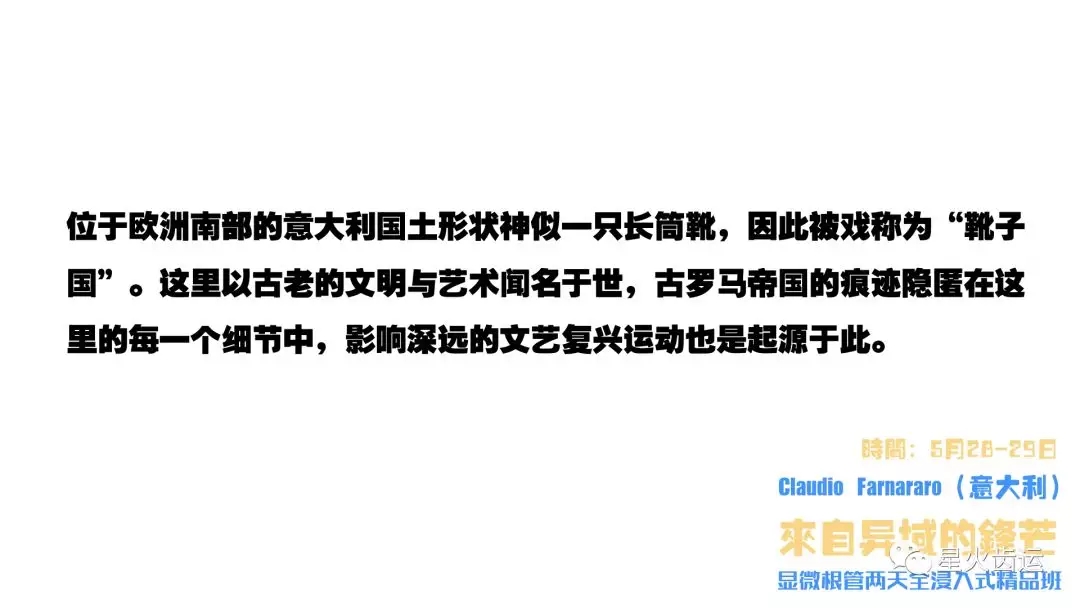 位于欧洲南部的意大利国土形状神似一只长筒靴，因此被戏称为“靴子
国”。这里以古老的文明与艺术闻名于世，古罗马帝国的痕迹隐匿在这
里的每一个细节中，影响深远的文艺复兴运动也是起源于此。
時間：5月28-29日
Claudio Farnararo（意大利）
來自异域的鋒芒
星火齿运
显微根管两天全浸入式精品班